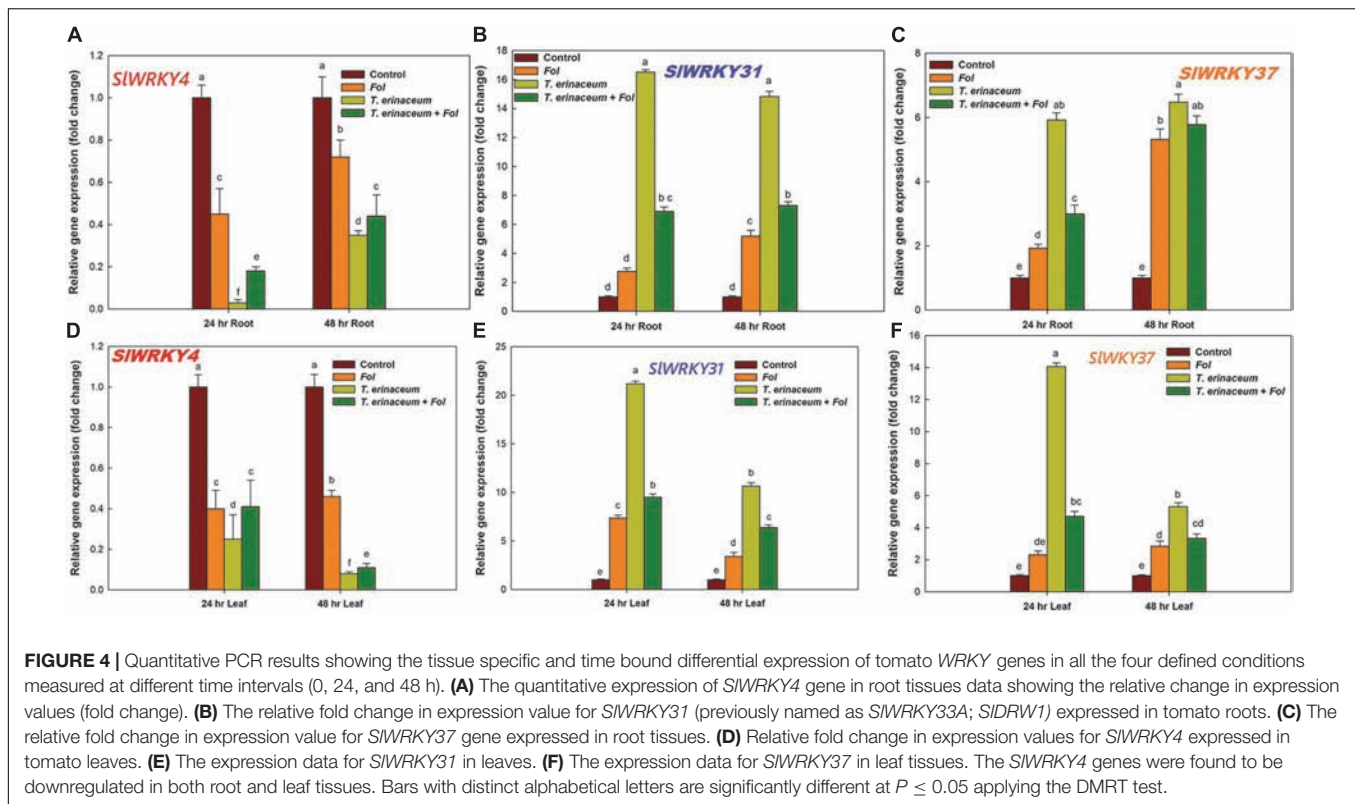 A
SlWRKY4
Relative gene expression (fold change)
1.2
1.0
0.8
0.6
0.4
0.2
0.0
Control
Fol
T. erinaceum
T. erinaceum + Fol
a
c
f
e
a
b
d
c
24 hr Root
48 hr Root
B
SlWRKY31
Relative gene expression (fold change)
18
16
14
12
10
8
6
4
2
0
Control
Fol
T. erinaceum
T. erinaceum + Fol
d
d
a
b c
d
c
a
b
24 hr Root
48 hr Root
C
SlWRKY37
Relative gene expression (fold change)
8
6
4
2
0
Control
Fol
T. erinaceum
T. erinaceum + Fol
e
d
ab
c
e
b
a
ab
24 hr Root
48 hr Root
D
SlWRKY4
Relative gene expression (fold change)
1.2
1.0
0.8
0.6
0.4
0.2
0.0
Control
Fol
T. erinaceum
T. erinaceum + Fol
a
c
d
c
a
b
f
e
24 hr Leaf
48 hr Leaf
E
SlWRKY31
Relative gene expression (fold change)
25
20
15
10
5
0
Control
Fol
T. erinaceum
T. erinaceum + Fol
e
c
a
b
e
d
b
c
24 hr Leaf
48 hr Leaf
F
SlWKY37
Relative gene expression (fold change)
14
12
10
8
6
4
2
0
Control
Fol
T. erinaceum
T. erinaceum + Fol
e
de
a
bc
e
d
b
cd
24 hr Leaf
48 hr Leaf
FIGURE 4 | Quantitative PCR results showing the tissue specific and time bound differential expression of tomato WRKY genes in all the four defined conditions
measured at different time intervals (0, 24, and 48 h). (A) The quantitative expression of SlWRKY4 gene in root tissues data showing the relative change in expression
values (fold change). (B) The relative fold change in expression value for SlWRKY31 (previously named as SlWRKY33A; SlDRW1) expressed in tomato roots. (C) The
relative fold change in expression value for SlWRKY37 gene expressed in root tissues. (D) Relative fold change in expression values for SlWRKY4 expressed in
tomato leaves. (E) The expression data for SlWRKY31 in leaves. (F) The expression data for SlWRKY37 in leaf tissues. The SlWRKY4 genes were found to be
downregulated in both root and leaf tissues. Bars with distinct alphabetical letters are significantly different at P ≤ 0.05 applying the DMRT test.